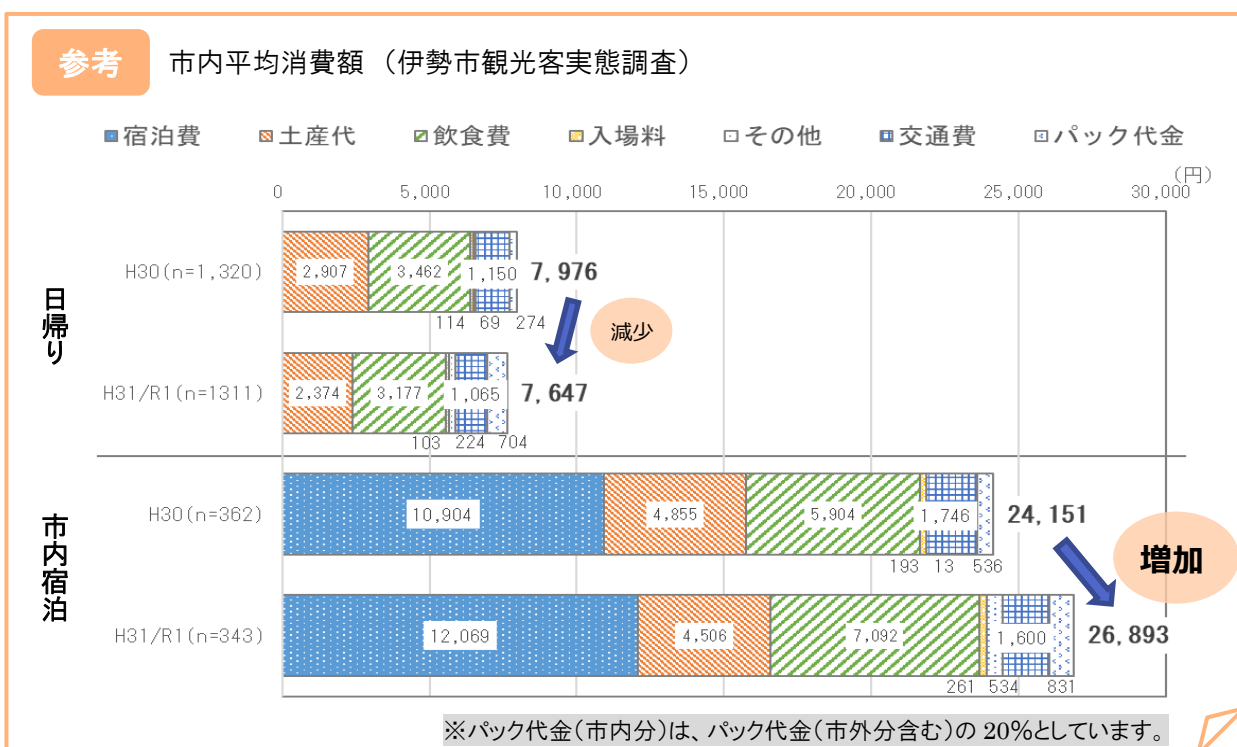 参考 市内平均消費額 （伊勢市観光客実態調査）
宿泊費 土産代 飲食費 入場料 その他 交通費 パック代金
（円）
0 5,000 10,000 15,000 20,000 25,000 30,000
日帰り
H30(n=1,320) 2,907 3,462 1,150 7,976
114 69 274
減少
H31/R1(n=1311) 2,374 3,177 1,065 7,647
103 224 704
市内宿泊
H30(n=362) 10,904 4,855 5,904 1,746 24,151
193 13 536
増加
H31/R1(n=343) 12,069 4,506 7,092 1,600 26,893
261 534 831
※パック代金（市内分）は、パック代金（市外分含む）の 20%としています。